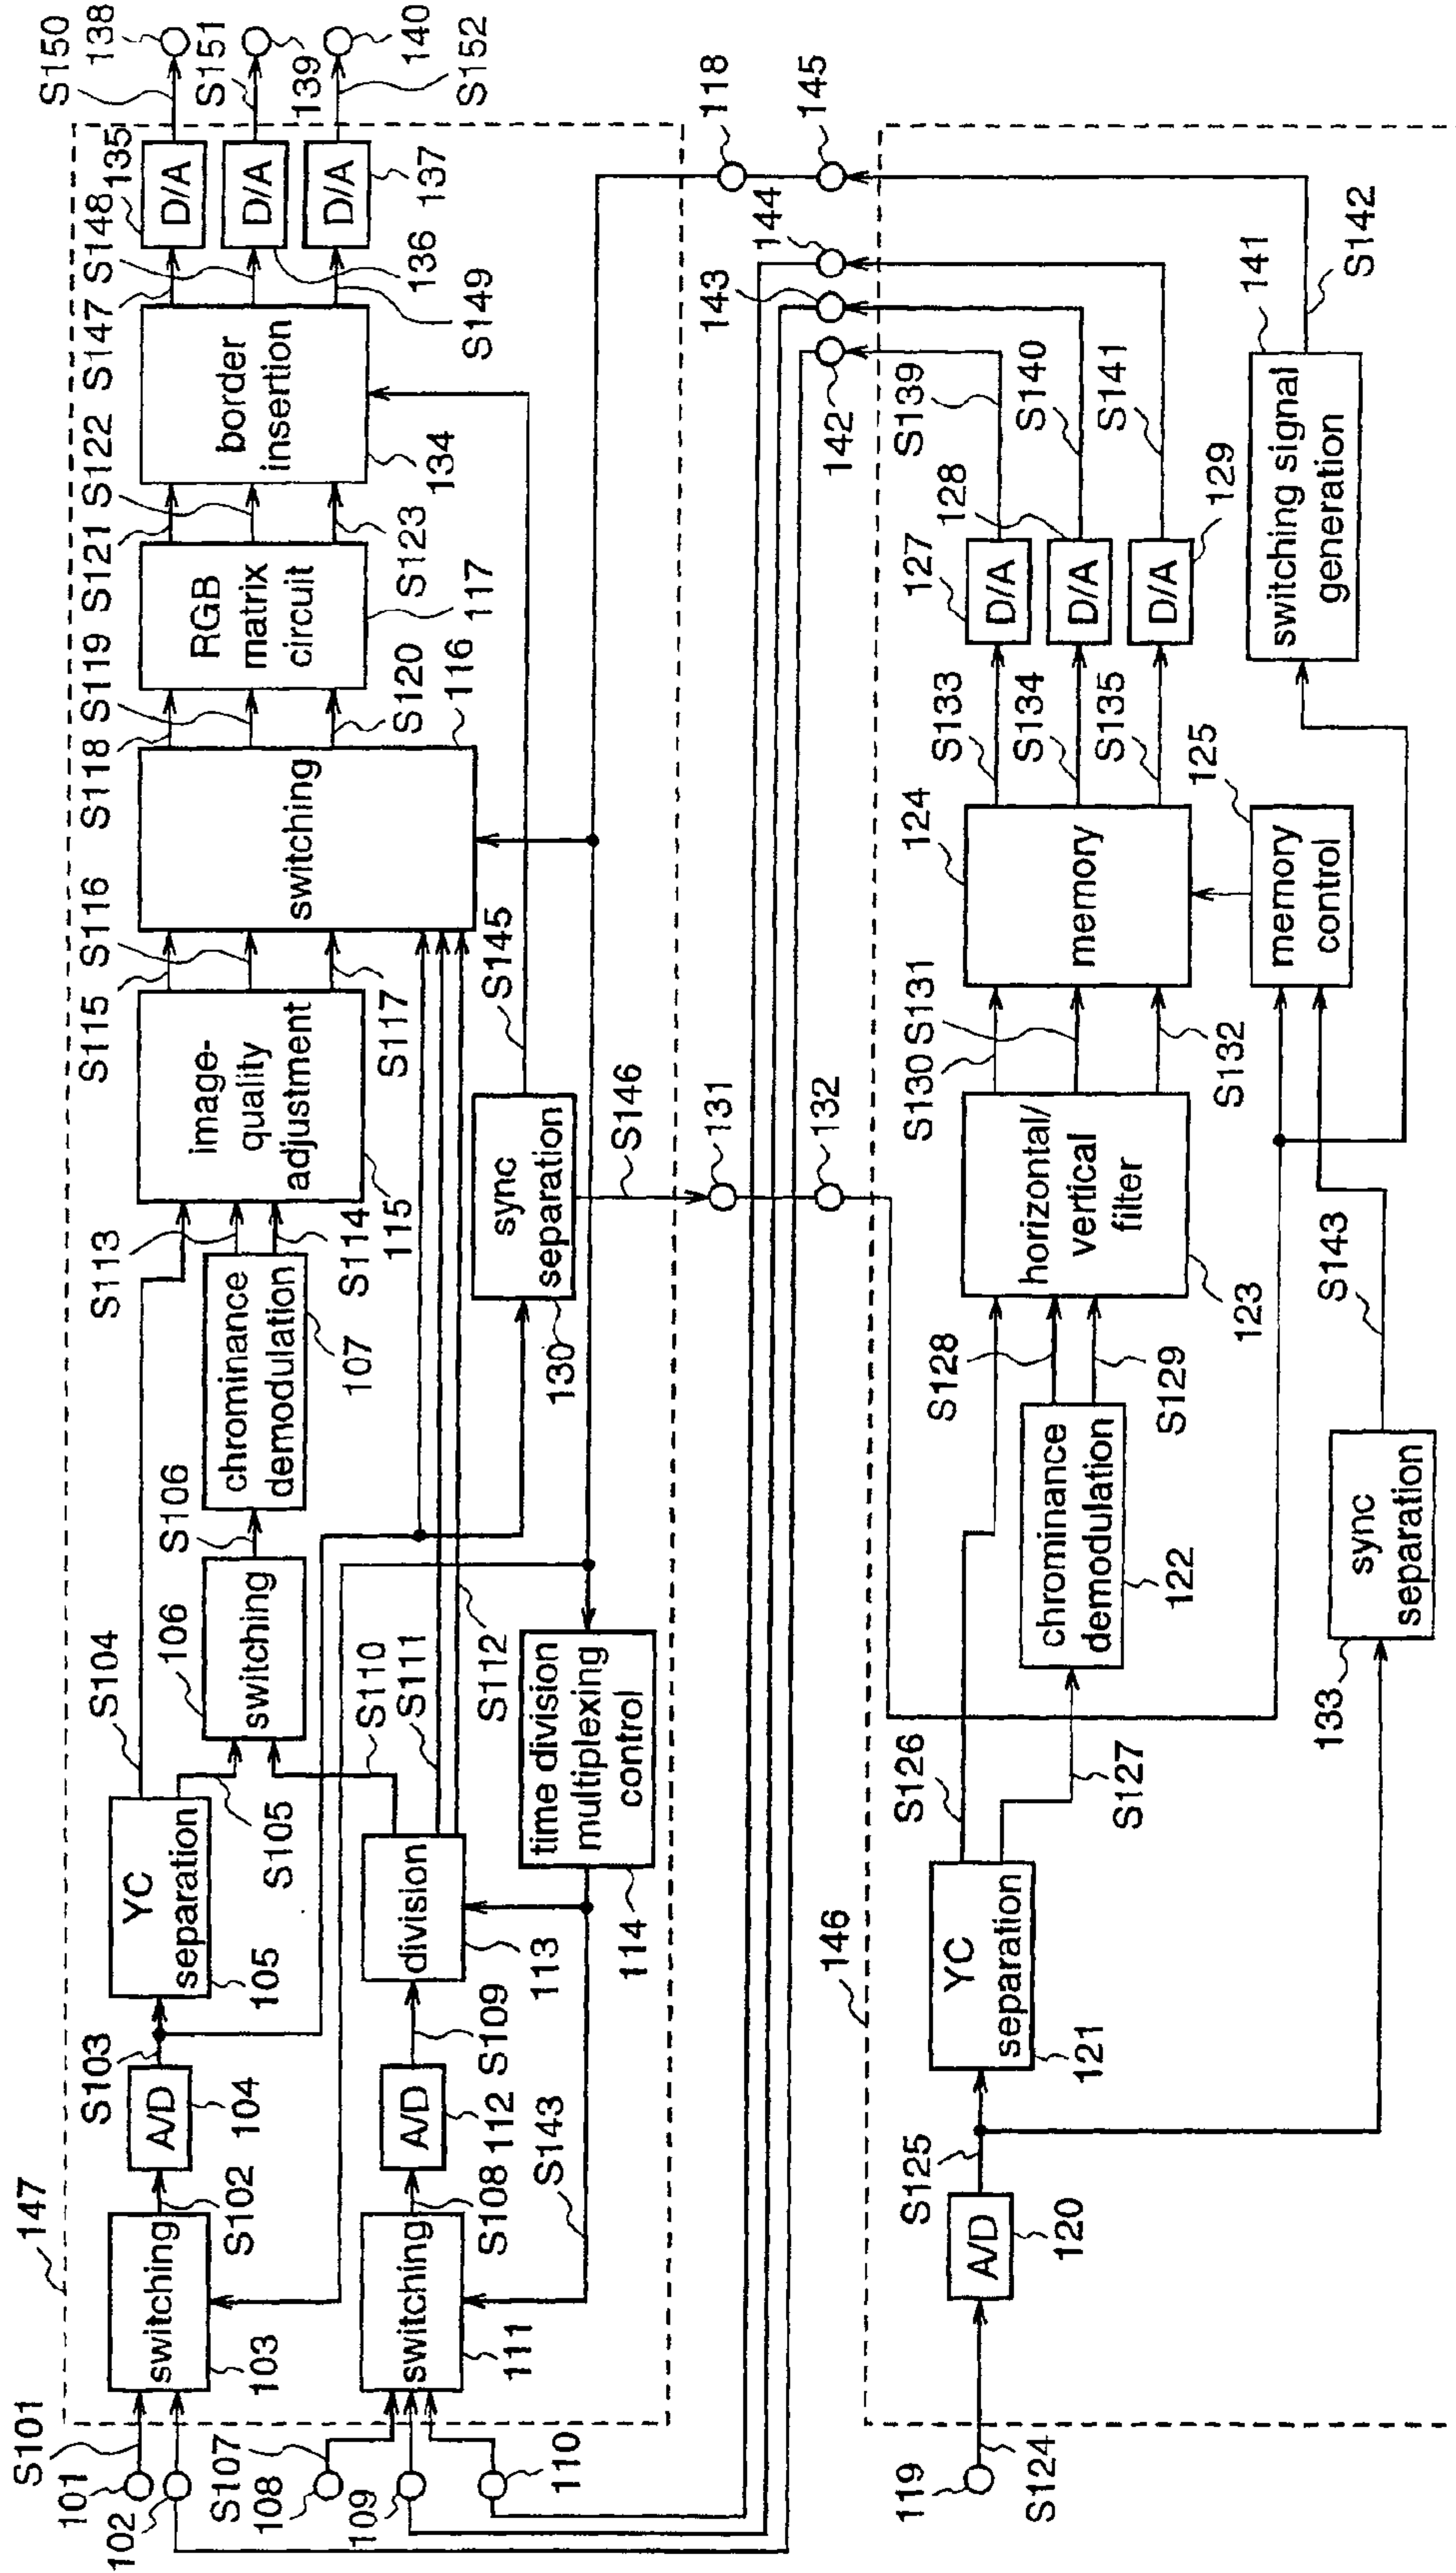 147
S101
101
102
switching
103
S102
A/D
104
S103
YC
separation
105
S104
S105
106
switching
S106
chrominance
demodulation
107
S113
S114
image-
quality
adjustment
115
S115
S116
S117
switching
116
S118
S119
S120
RGB
matrix
circuit
117
S121
S122
S123
border
insertion
134
S147
S148
S149
D/A
135
D/A
136
D/A
137
S150
138
S151
139
140
S152
S107
108
109
110
switching
111
S108
A/D
112
S109
division
113
S110
S111
S112
S143
time division
multiplexing
control
114
sync
separation
130
S145
S146
131
132
118
145
144
143
142
146
119
S124
A/D
120
S125
YC
separation
121
S126
S127
chrominance
demodulation
122
S128
S129
horizontal/
vertical
filter
123
S130
S131
S132
memory
124
memory
control
125
S133
S134
S135
D/A
127
D/A
128
D/A
129
S139
S140
S141
sync
separation
133
S143
switching signal
generation
141
S142